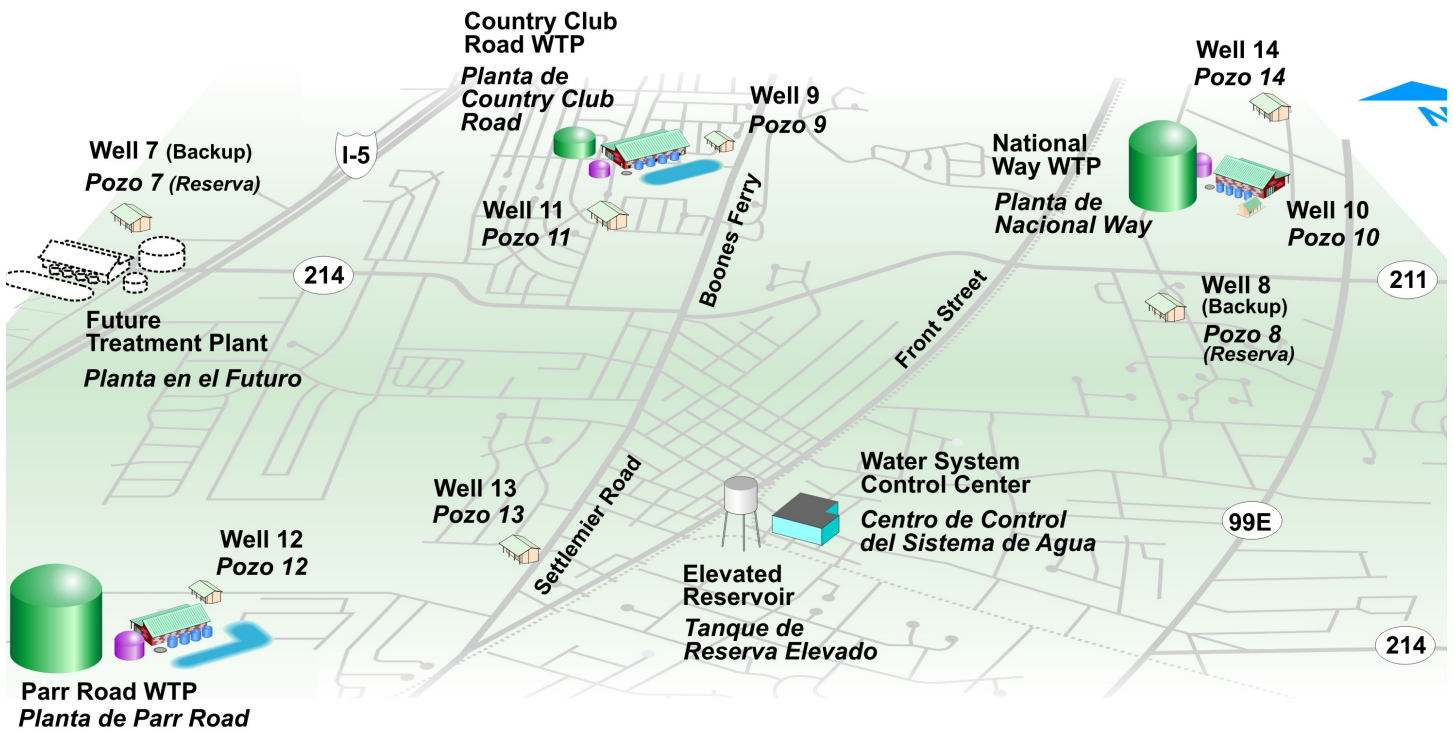 Country Club
Road WTP
Planta de
Country Club
Road
Well 9
Pozo 9
Well 14
Pozo 14
N
Well 7 (Backup)
Pozo 7 (Reserva)
I-5
National
Way WTP
Planta de
Nacional Way
Well 11
Pozo 11
Boones Ferry
Well 10
Pozo 10
214
211
Future
Treatment Plant
Planta en el Futuro
Front Street
Well 8
(Backup)
Pozo 8
(Reserva)
Well 13
Pozo 13
Settlemier Road
Water System
Control Center
Centro de Control
del Sistema de Agua
99E
Well 12
Pozo 12
Elevated
Reservoir
Tanque de
Reserva Elevado
214
Parr Road WTP
Planta de Parr Road